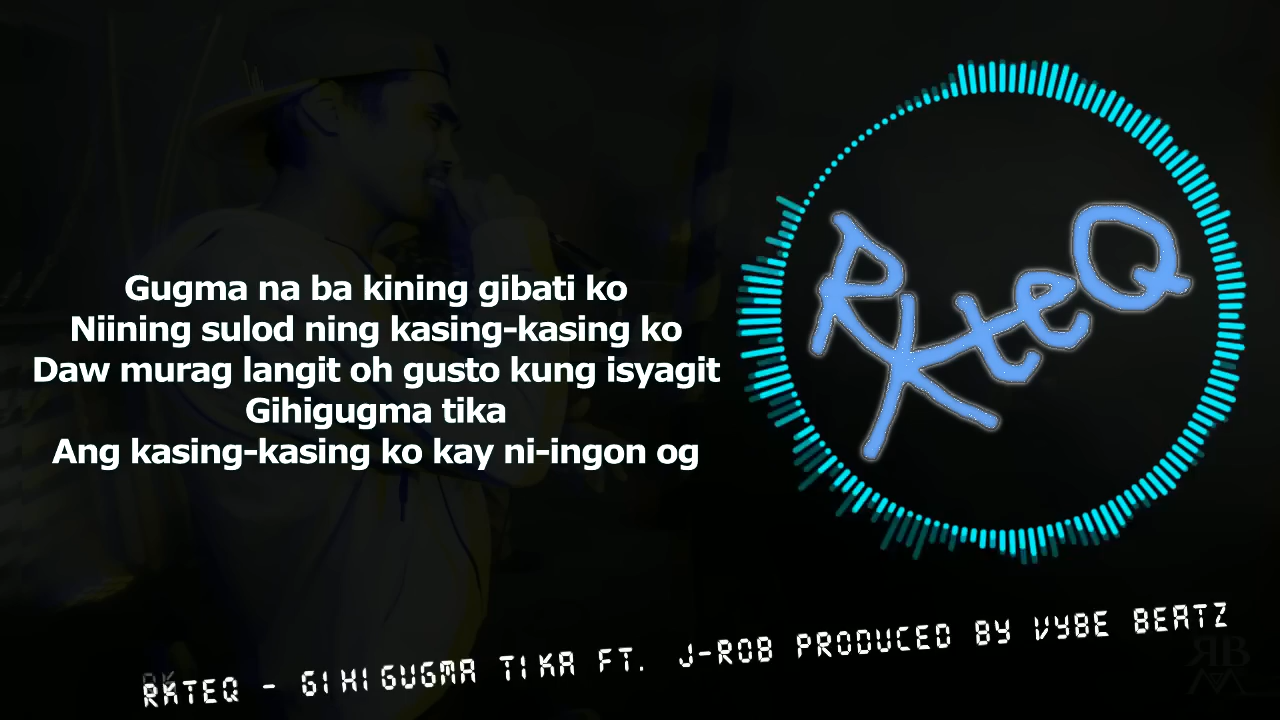 Gugma na ba kining gibati ko
Niining sulod ning kasing-kasing ko
Daw murag langit oh gusto kung isyagit
Gihigugma tika
Ang kasing-kasing ko kay ni-ingon og
RKteQ
RKTEQ - GIHIGUGMA TIKA FT. J-ROB PRODUCED BY VYBE BEATZ